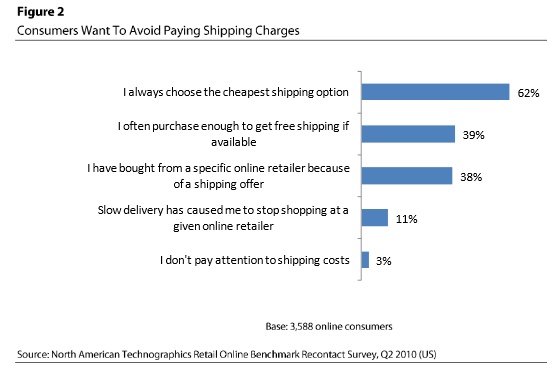 Figure 2
Consumers Want To Avoid Paying Shipping Charges
I always choose the cheapest shipping option
62%
I often purchase enough to get free shipping if
available
39%
I have bought from a specific online retailer because
of a shipping offer
38%
Slow delivery has caused me to stop shopping at a
given online retailer
11%
I don't pay attention to shipping costs
3%
Base: 3,588 online consumers
Source: North American Technographics Retail Online Benchmark Recontact Survey, Q2 2010 (US)